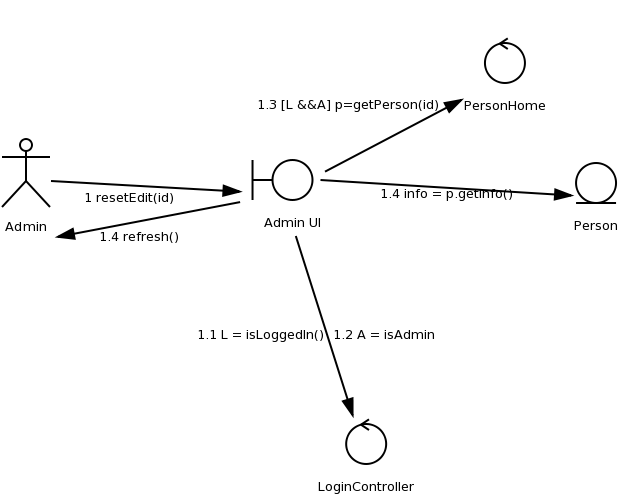 1.3 [L &&A] p=getPerson(id)
PersonHome
1 resetEdit(id)
1.4 info = p.getInfo()
Admin
Admin UI
Person
1.4 refresh()
1.1 L = isLoggedIn()
1.2 A = isAdmin
LoginController